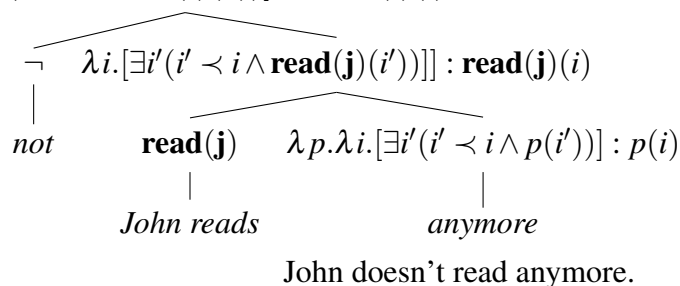 ¬ λi.[∃i′(i′ ≺ i ∧ read(j)(i′))]] : read(j)(i)
not read(j) λp.λi.[∃i′(i′ ≺ i ∧ p(i′))] : p(i)
John reads anymore
John doesn't read anymore.